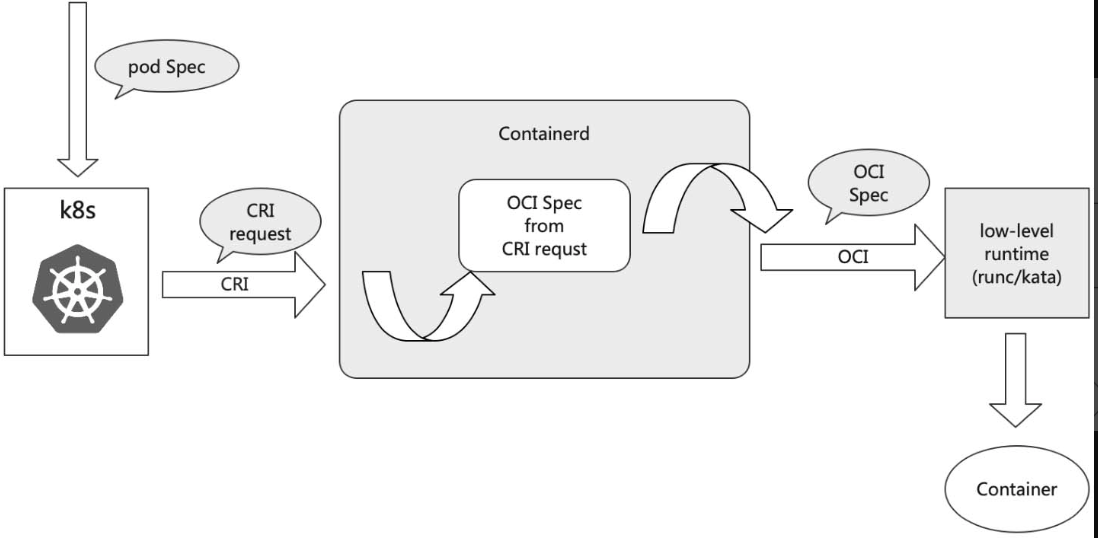 pod Spec
k8s
CRI
request
CRI
Containerd
OCI Spec
from
CRI requst
OCI
Spec
OCI
low-level
runtime
(runc/kata)
Container